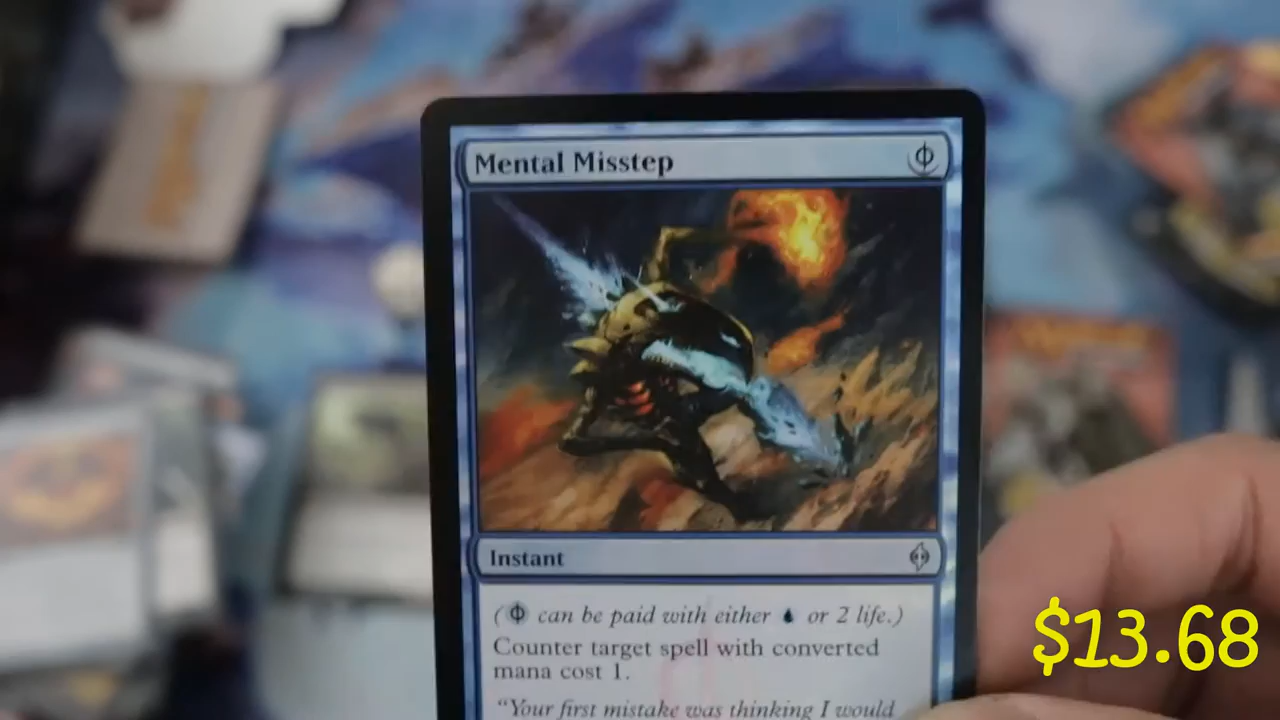 Mental Misstep
Instant
( can be paid with either or 2 life.)
Counter target spell with converted
mana cost 1.
"Your first mistake was thinking I would
$13.68